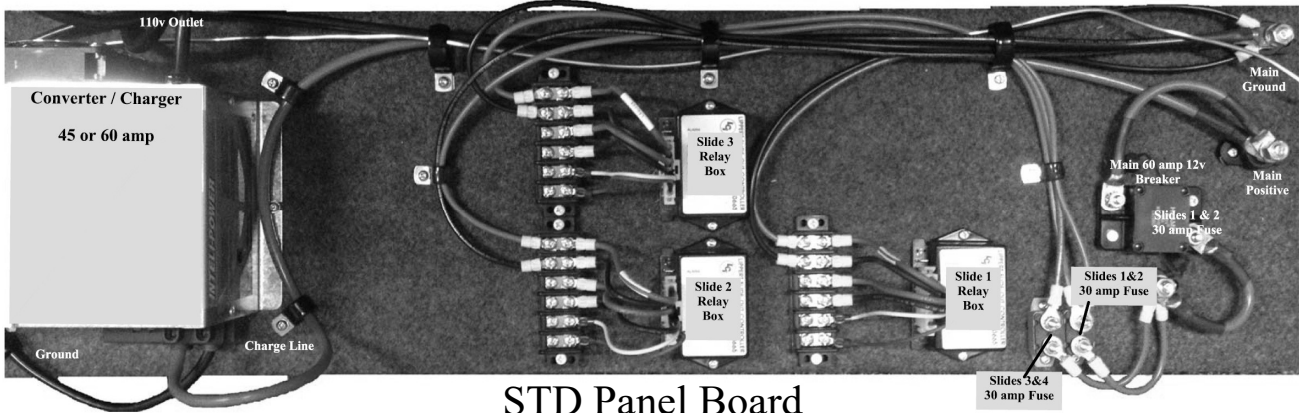 110v Outlet
Converter / Charger
45 or 60 amp
INTELLIPOWER
Ground
Charge Line
Slide 3
Relay
Box
Slide 2
Relay
Box
Slide 1
Relay
Box
Main
Ground
Main
Positive
Main 60 amp 12v
Breaker
Slides 1 & 2
30 amp Fuse
Slides 1&2
30 amp Fuse
Slides 3&4
30 amp Fuse
STD Panel Board